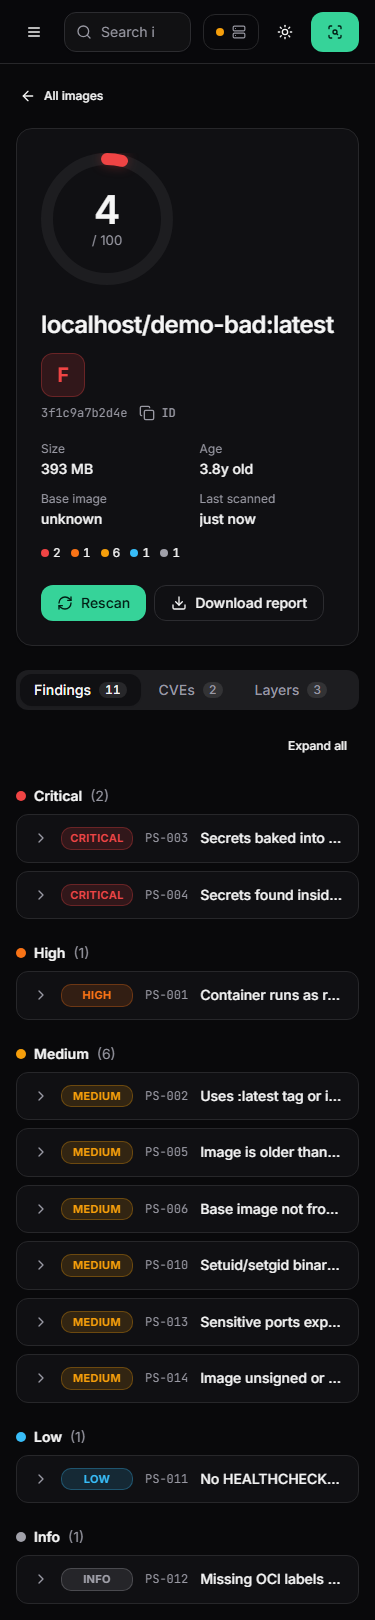 Search i
All images
4
/ 100
localhost/demo-bad:latest
F
3f1c9a7b2d4e ID
Size Age
393 MB 3.8y old
Base image Last scanned
unknown just now
2 1 6 1 1
Rescan Download report
Findings 11 CVEs 2 Layers 3
Expand all
Critical (2)
CRITICAL PS-003 Secrets baked into ...
CRITICAL PS-004 Secrets found insid...
High (1)
HIGH PS-001 Container runs as r...
Medium (6)
MEDIUM PS-002 Uses :latest tag or i...
MEDIUM PS-005 Image is older than...
MEDIUM PS-006 Base image not fro...
MEDIUM PS-010 Setuid/setgid binar...
MEDIUM PS-013 Sensitive ports exp...
MEDIUM PS-014 Image unsigned or ...
Low (1)
LOW PS-011 No HEALTHCHECK...
Info (1)
INFO PS-012 Missing OCI labels ...